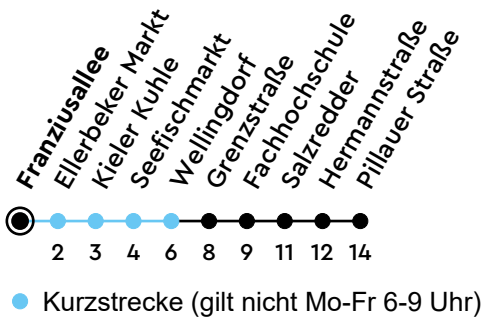 Franziusallee
Ellerbeker Markt
Kieler Kuhle
Seefischmarkt
Wellingdorf
Grenzstraße
Fachhochschule
Salzredder
Hermannstraße
Pillauer Straße
2 3 4 6 8 9 11 12 14
Kurzstrecke (gilt nicht Mo-Fr 6-9 Uhr)